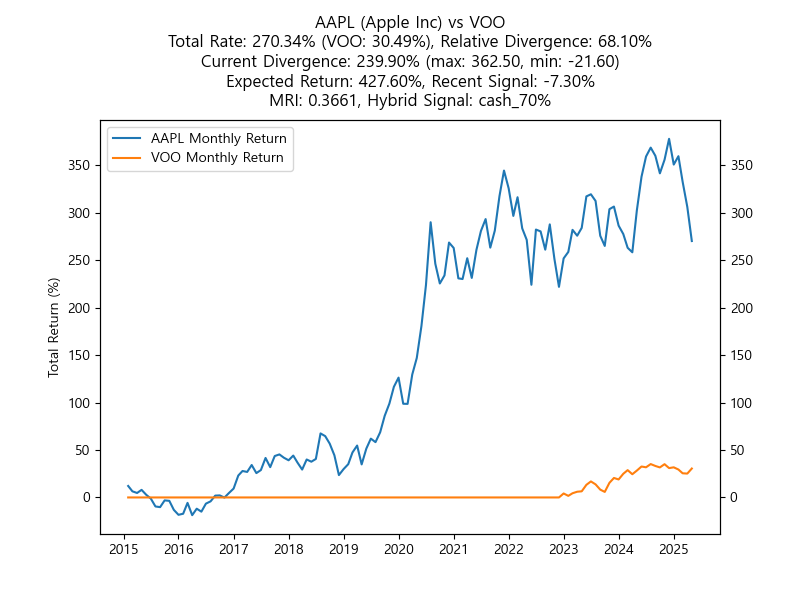 AAPL (Apple Inc) vs VOO
Total Rate: 270.34% (VOO: 30.49%), Relative Divergence: 68.10%
Current Divergence: 239.90% (max: 362.50, min: -21.60)
Expected Return: 427.60%, Recent Signal: -7.30%
MRI: 0.3661, Hybrid Signal: cash_70%
AAPL Monthly Return
VOO Monthly Return
Total Return (%)
350
300
250
200
150
100
50
0
350
300
250
200
150
100
50
0
2015 2016 2017 2018 2019 2020 2021 2022 2023 2024 2025